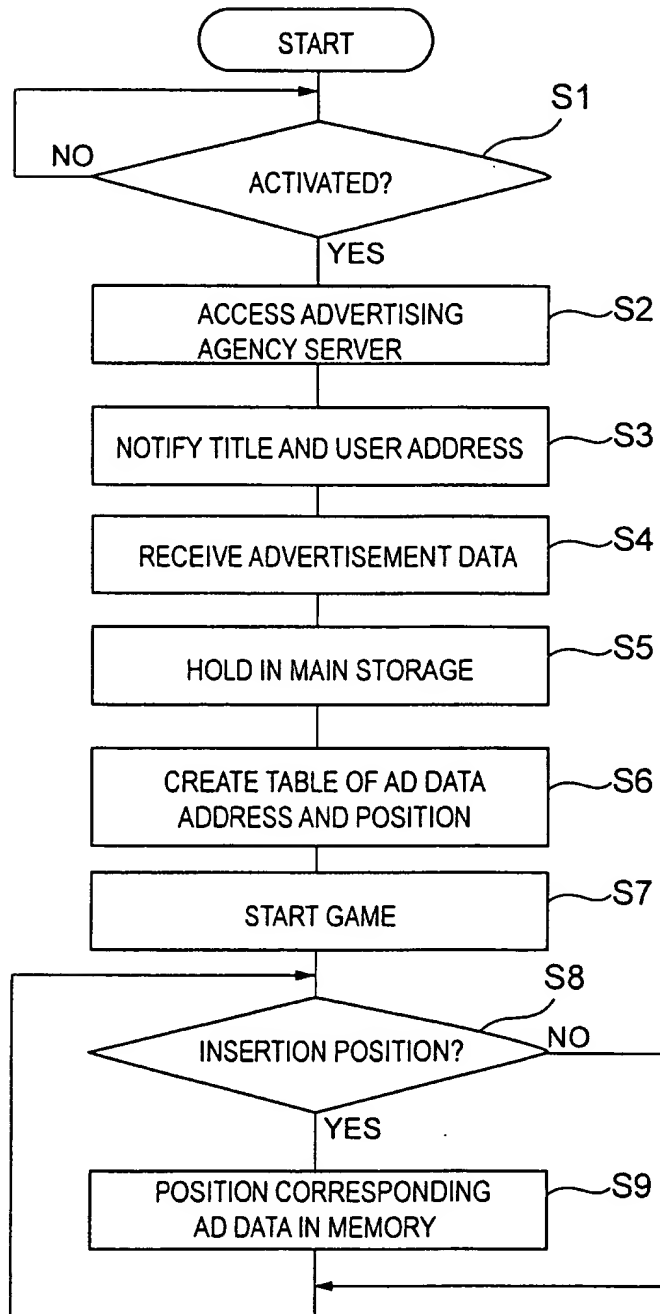 START
S1
NO
ACTIVATED?
YES
ACCESS ADVERTISING
AGENCY SERVER
S2
NOTIFY TITLE AND USER ADDRESS
S3
RECEIVE ADVERTISEMENT DATA
S4
HOLD IN MAIN STORAGE
S5
CREATE TABLE OF AD DATA
ADDRESS AND POSITION
S6
START GAME
S7
S8
INSERTION POSITION?
NO
YES
POSITION CORRESPONDING
AD DATA IN MEMORY
S9